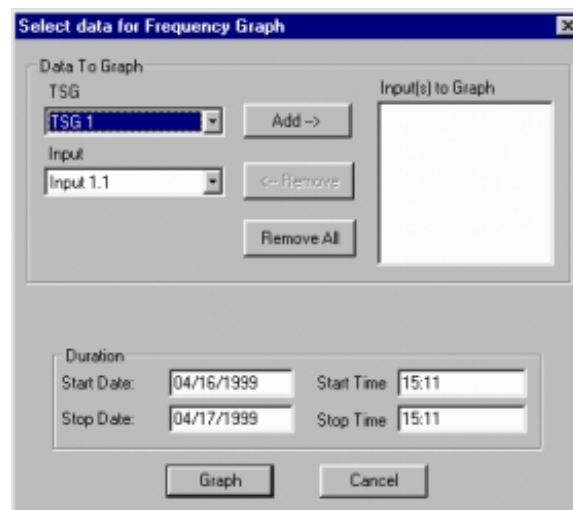 Select data for Frequency Graph
Data To Graph
TSG
Input(s) to Graph
TSG 1
Add -->
Input
Input 1.1
<-- Remove
Remove All
Duration
Start Date: 04/16/1999 Start Time 15:11
Stop Date: 04/17/1999 Stop Time 15:11
Graph Cancel